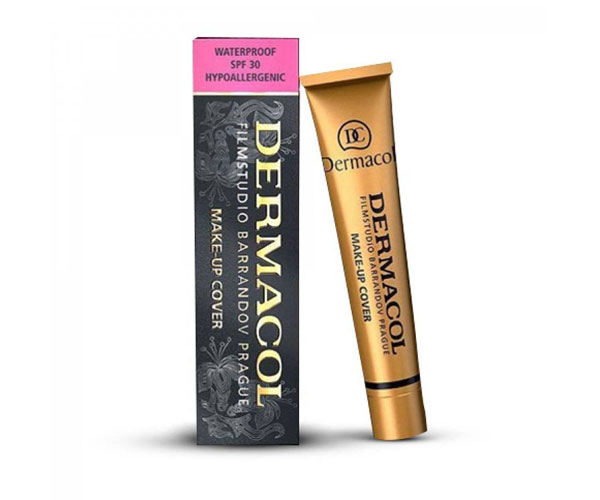 WATERPROOF
SPF 30
HYPOALLERGENIC
DERMACOL
FILMSTUDIO BARRANDOV PRAGUE
MAKE-UP COVER
DC
Dermacol
DERMACOL
FILMSTUDIO BARRANDOV PRAGUE
MAKE-UP COVER